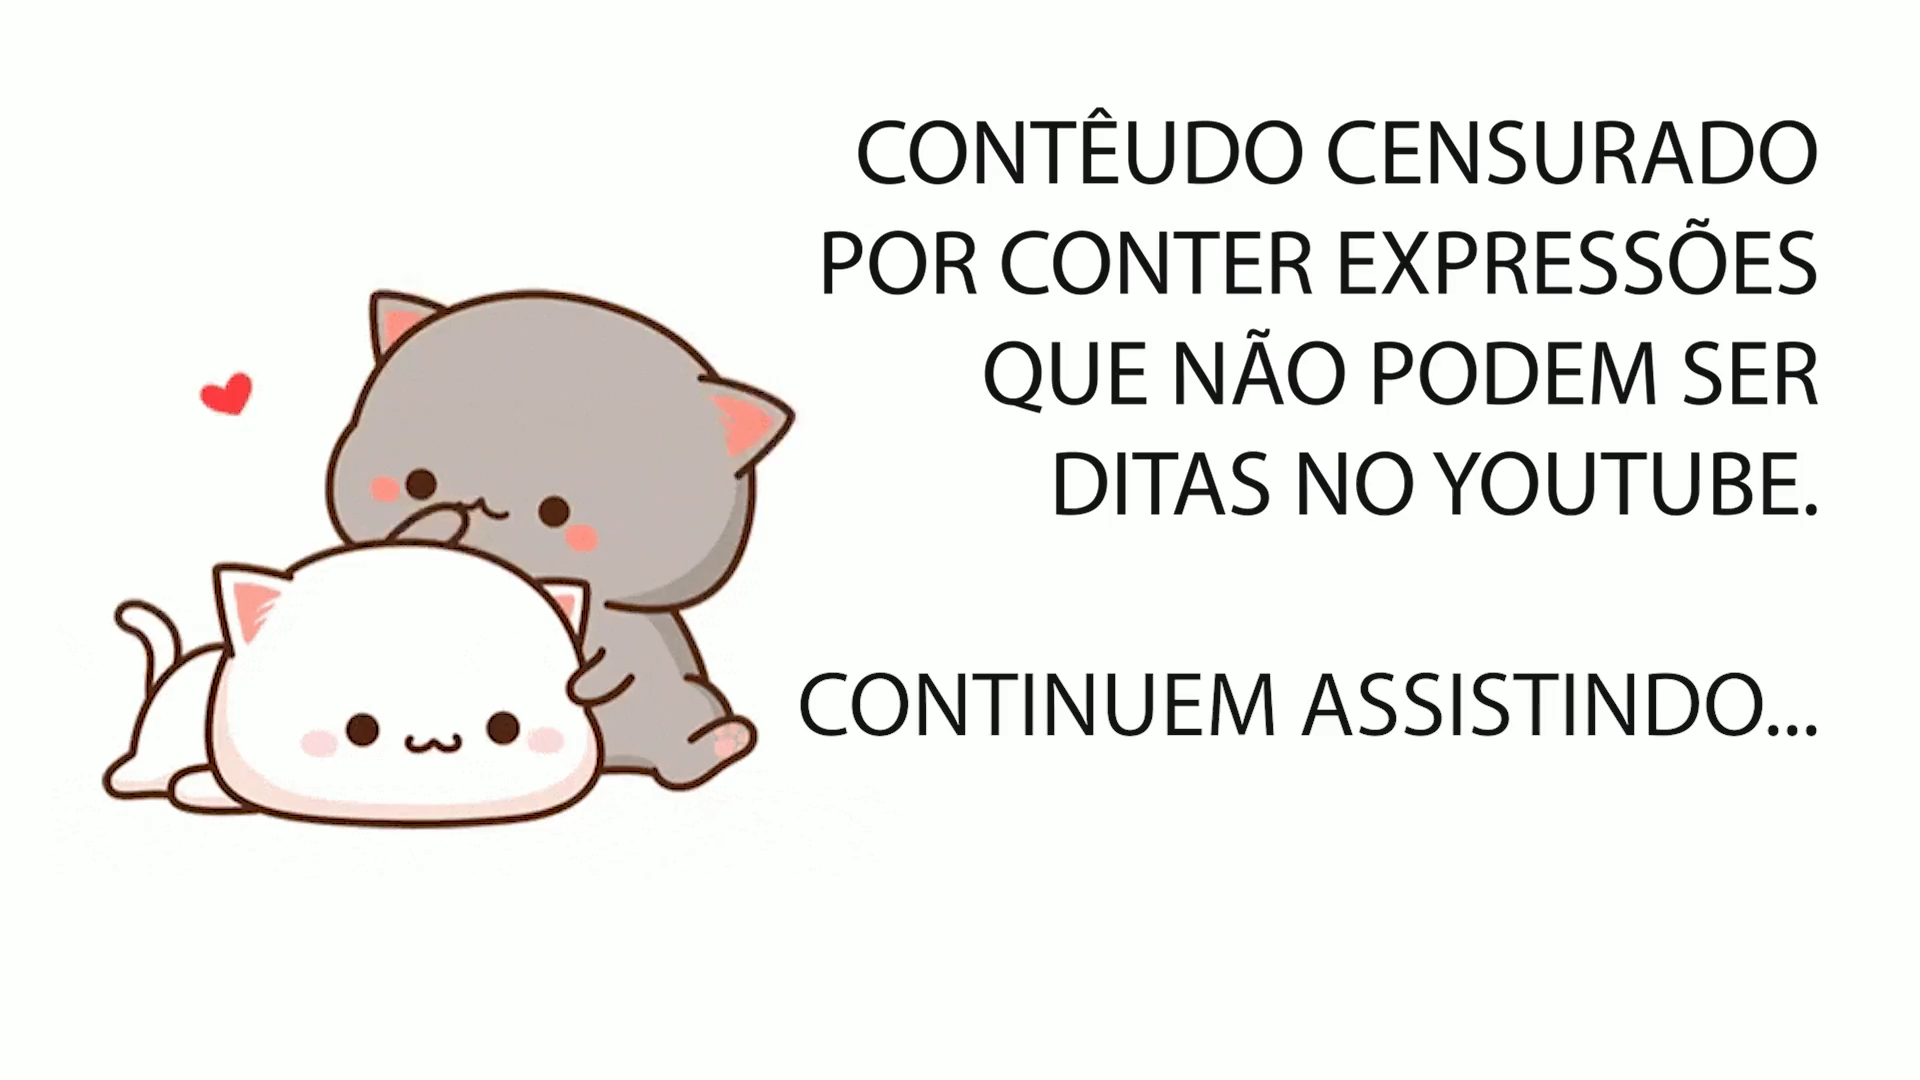 CONTÊUDO CENSURADO
POR CONTER EXPRESSÕES
QUE NÃO PODEM SER
DITAS NO YOUTUBE.
CONTINUEM ASSISTINDO...